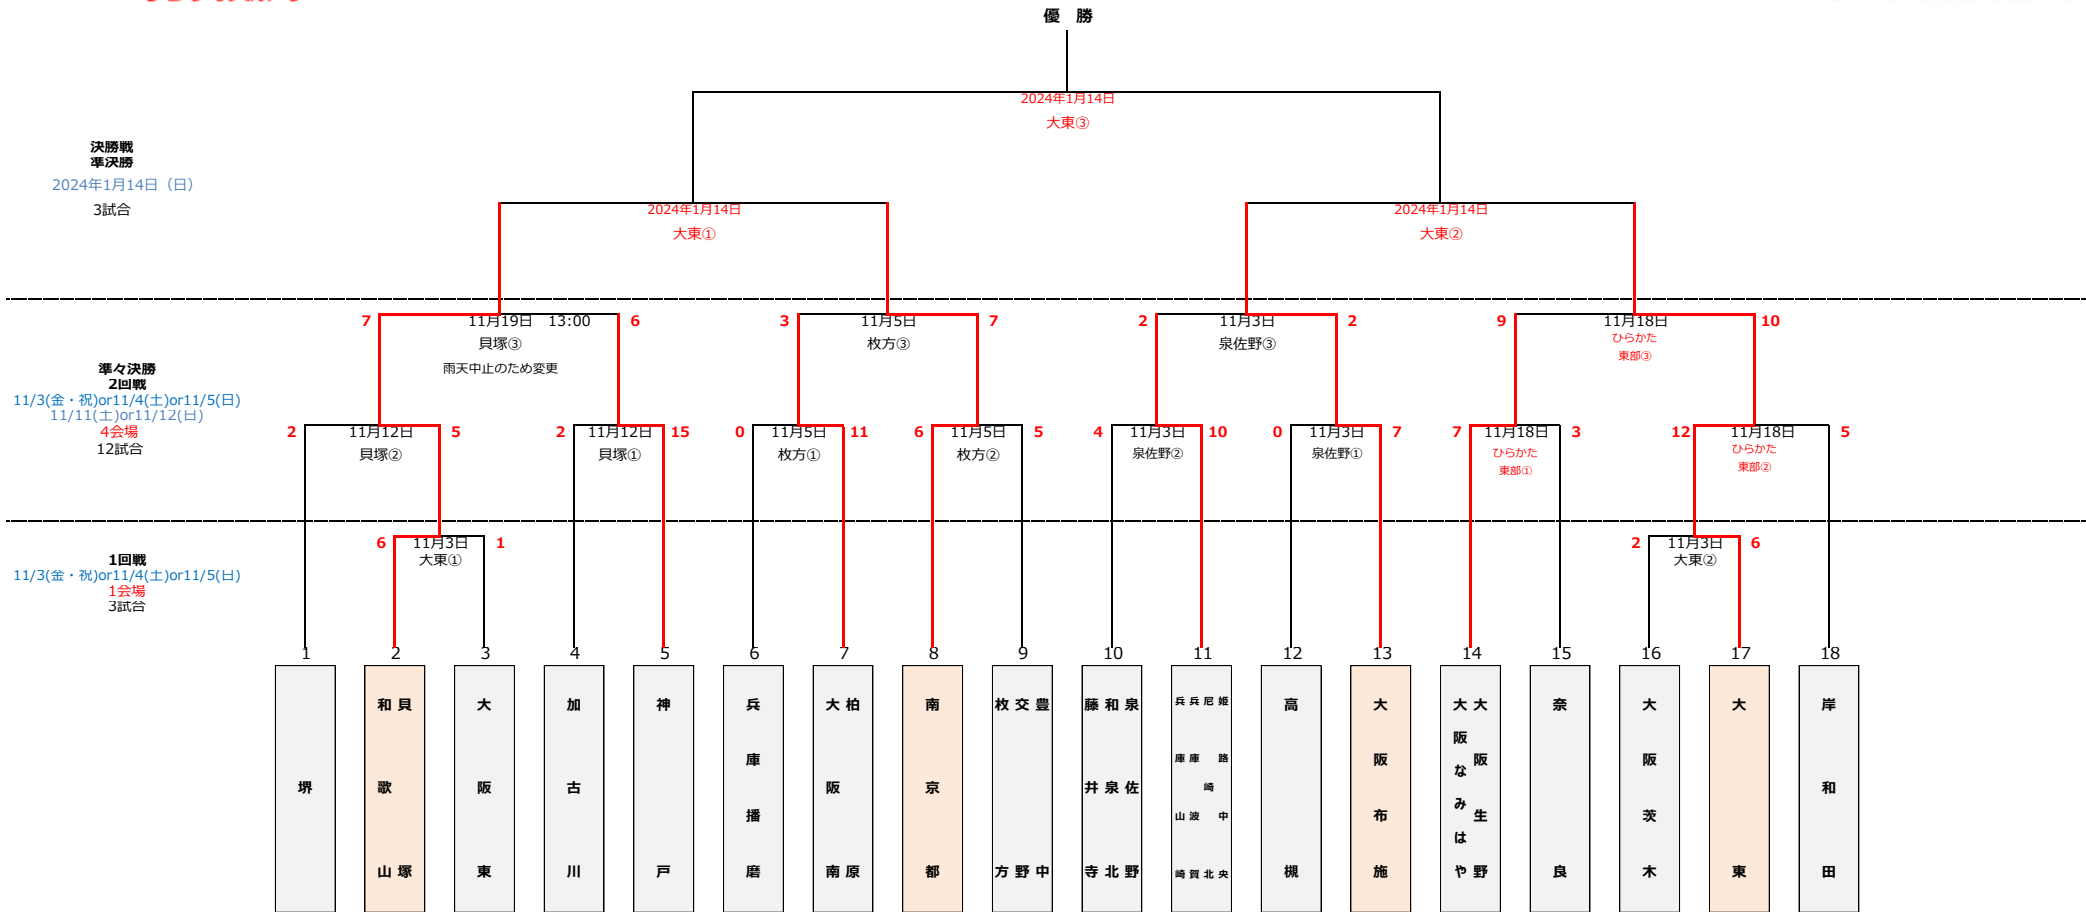 優　勝
2024年1月14日
大東③
決勝戦
準決勝
2024年1月14日（日）
3試合
2024年1月14日
大東①
2024年1月14日
大東②
7 11月19日　13:00 6
貝塚③
雨天中止のため変更
3 11月5日 7
枚方③
2 11月3日 2
泉佐野③
9 11月18日 10
ひらかた
東部③
準々決勝
2回戦
11/3(金・祝)or11/4(土)or11/5(日)
11/11(土)or11/12(日)
4会場
12試合
2 11月12日 5
貝塚②
2 11月12日 15
貝塚①
0 11月5日 11
枚方①
6 11月5日 5
枚方②
4 11月3日 10
泉佐野②
0 11月3日 7
泉佐野①
7 11月18日 3
ひらかた
東部①
12 11月18日 5
ひらかた
東部②
1回戦
11/3(金・祝)or11/4(土)or11/5(日)
1会場
3試合
6 11月3日 1
大東①
2 11月3日 6
大東②
1 2 3 4 5 6 7 8 9 10 11 12 13 14 15 16 17 18
堺
貝塚
和歌山
大阪東
加古川
神戸
兵庫播磨
柏原
大阪南
南京都
豊中
交野
枚方
泉佐野
和泉北
藤井寺
姫路中央
尼崎北
兵庫波賀
兵庫山崎
高槻
大阪布施
大阪生野
大阪なみはや
奈良
大阪茨木
大東
岸和田